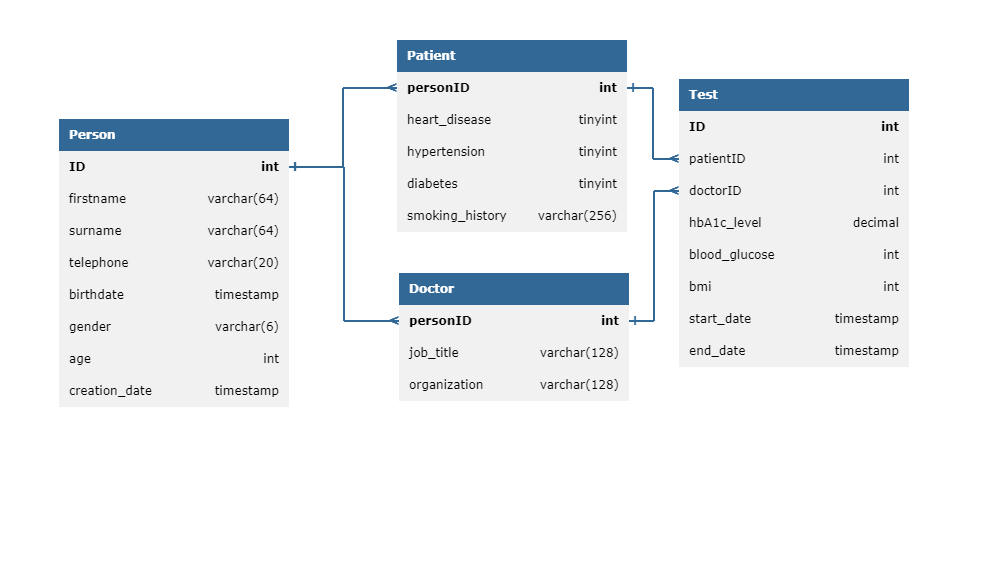 Person
ID int
firstname varchar(64)
surname varchar(64)
telephone varchar(20)
birthdate timestamp
gender varchar(6)
age int
creation_date timestamp
Patient
personID int
heart_disease tinyint
hypertension tinyint
diabetes tinyint
smoking_history varchar(256)
Doctor
personID int
job_title varchar(128)
organization varchar(128)
Test
ID int
patientID int
doctorID int
hbA1c_level decimal
blood_glucose int
bmi int
start_date timestamp
end_date timestamp